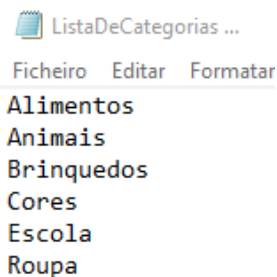 ListaDeCategorias ...
Ficheiro Editar Formatar
Alimentos
Animais
Brinquedos
Cores
Escola
Roupa